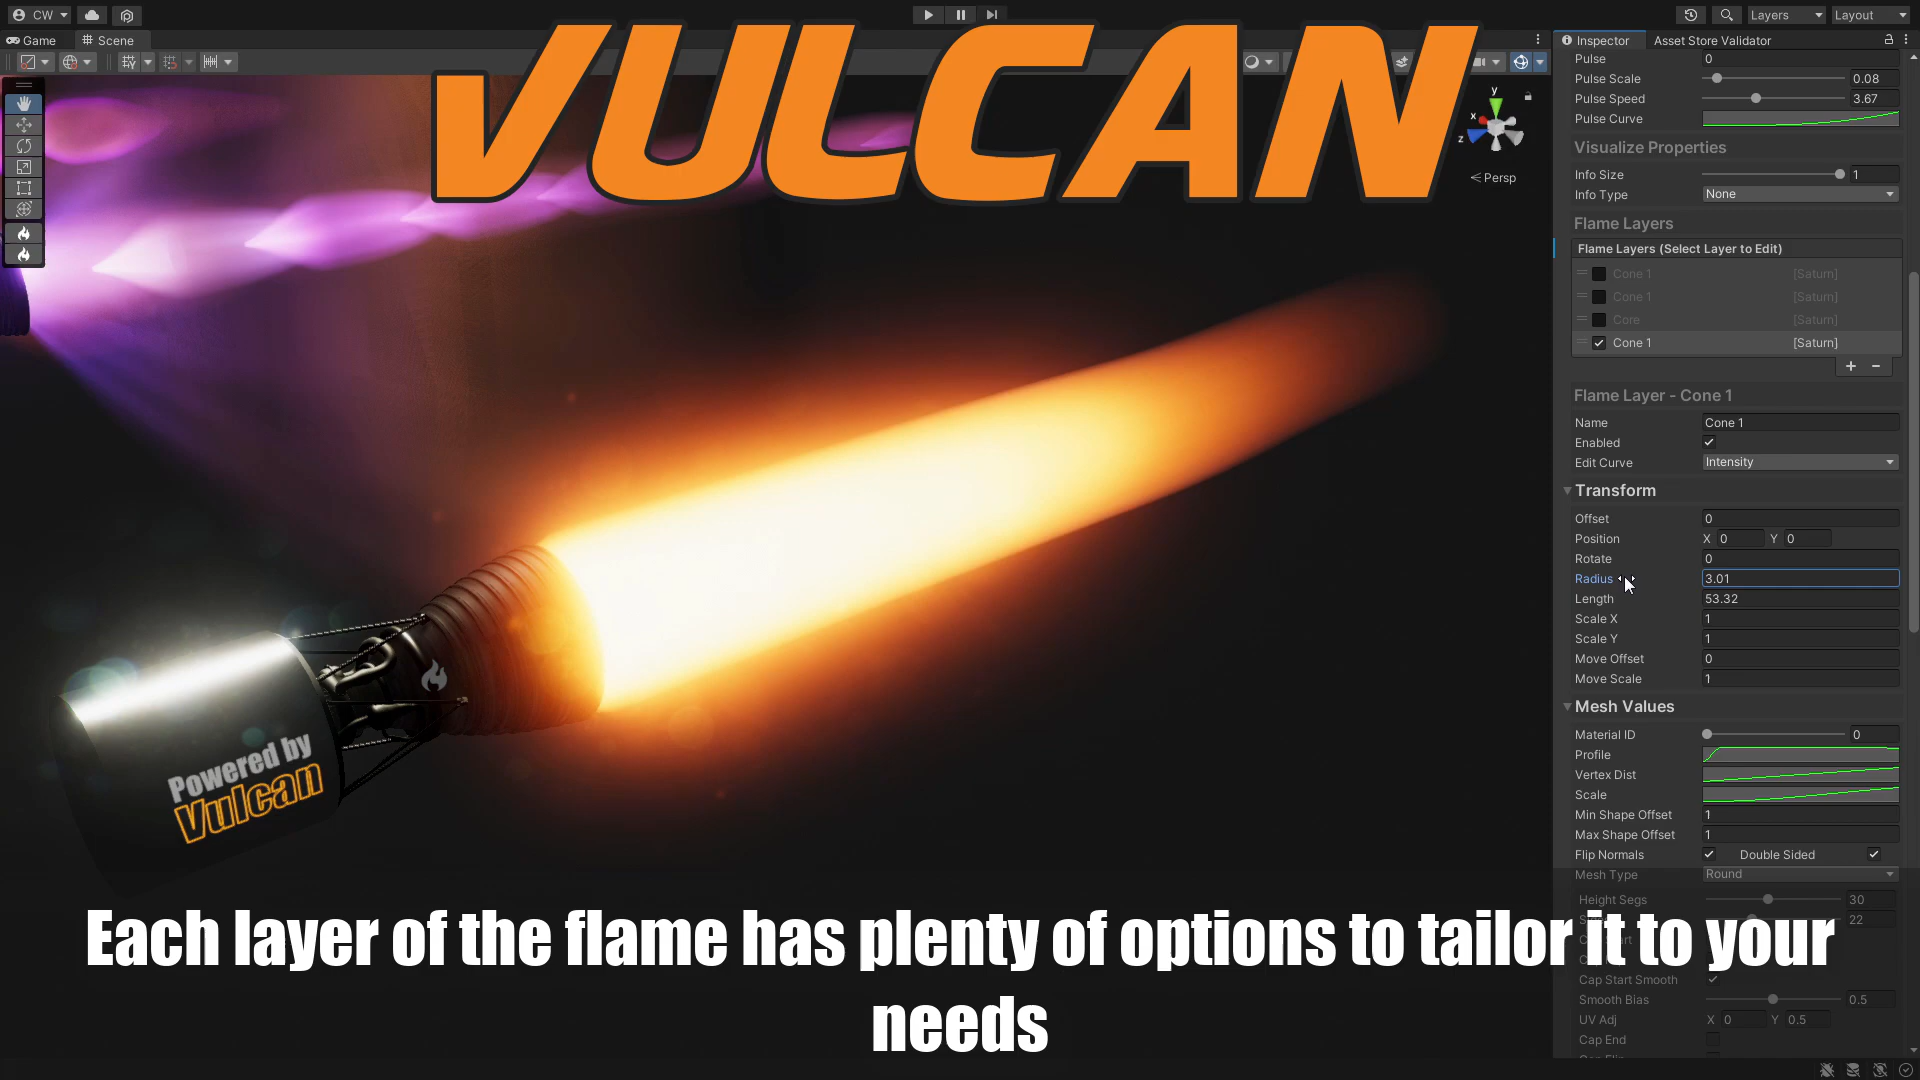 CW
Layers
Layout
Game
Scene
Inspector
Asset Store Validator
VULCAN
y
x
z
Persp
Pulse 0
Pulse Scale 0.08
Pulse Speed 3.67
Pulse Curve
Visualize Properties
Info Size 1
Info Type None
Flame Layers
Flame Layers (Select Layer to Edit)
Cone 1 [Saturn]
Cone 1 [Saturn]
Core [Saturn]
Cone 1 [Saturn]
+ −
Flame Layer - Cone 1
Name Cone 1
Enabled
Edit Curve Intensity
Transform
Offset 0
Position X 0 Y 0
Rotate 0
Radius 3.01
Length 53.32
Scale X 1
Scale Y 1
Move Offset 0
Move Scale 1
Mesh Values
Material ID 0
Profile
Vertex Dist
Scale
Min Shape Offset 1
Max Shape Offset 1
Flip Normals Double Sided
Mesh Type Round
Height Segs 30
22
Cap Start Smooth
Smooth Bias 0.5
UV Adj X 0 Y 0.5
Cap End
Powered by
Vulcan
Each layer of the flame has plenty of options to tailor it to your
needs